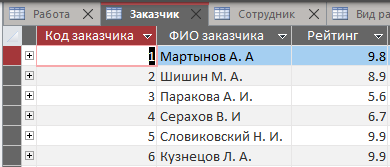 Работа Заказчик Сотрудник Вид ра
Код заказчика ФИО заказчика Рейтинг
1 Мартынов А. А 9.8
2 Шишин М. А. 8.9
3 Паракова А. И. 5.6
4 Серахов В. И 6.7
5 Словиковский Н. И. 9.9
6 Кузнецов Л. А. 9.9